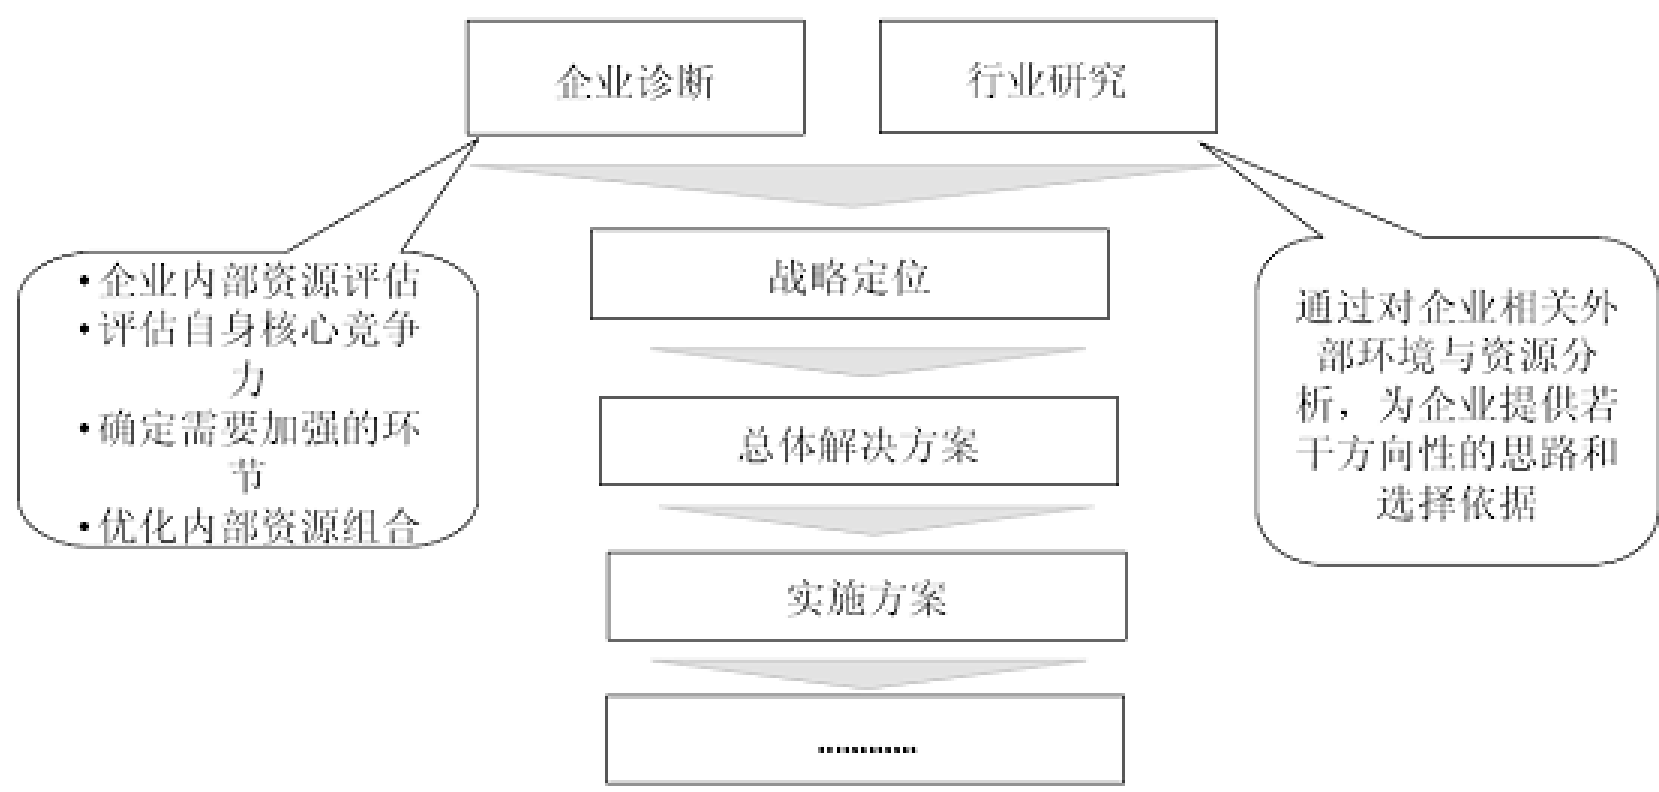 企业诊断
行业研究
•企业内部资源评估
•评估自身核心竞争
力
•确定需要加强的环
节
•优化内部资源组合
战略定位
总体解决方案
实施方案
............
通过对企业相关外
部环境与资源分
析，为企业提供若
干方向性的思路和
选择依据